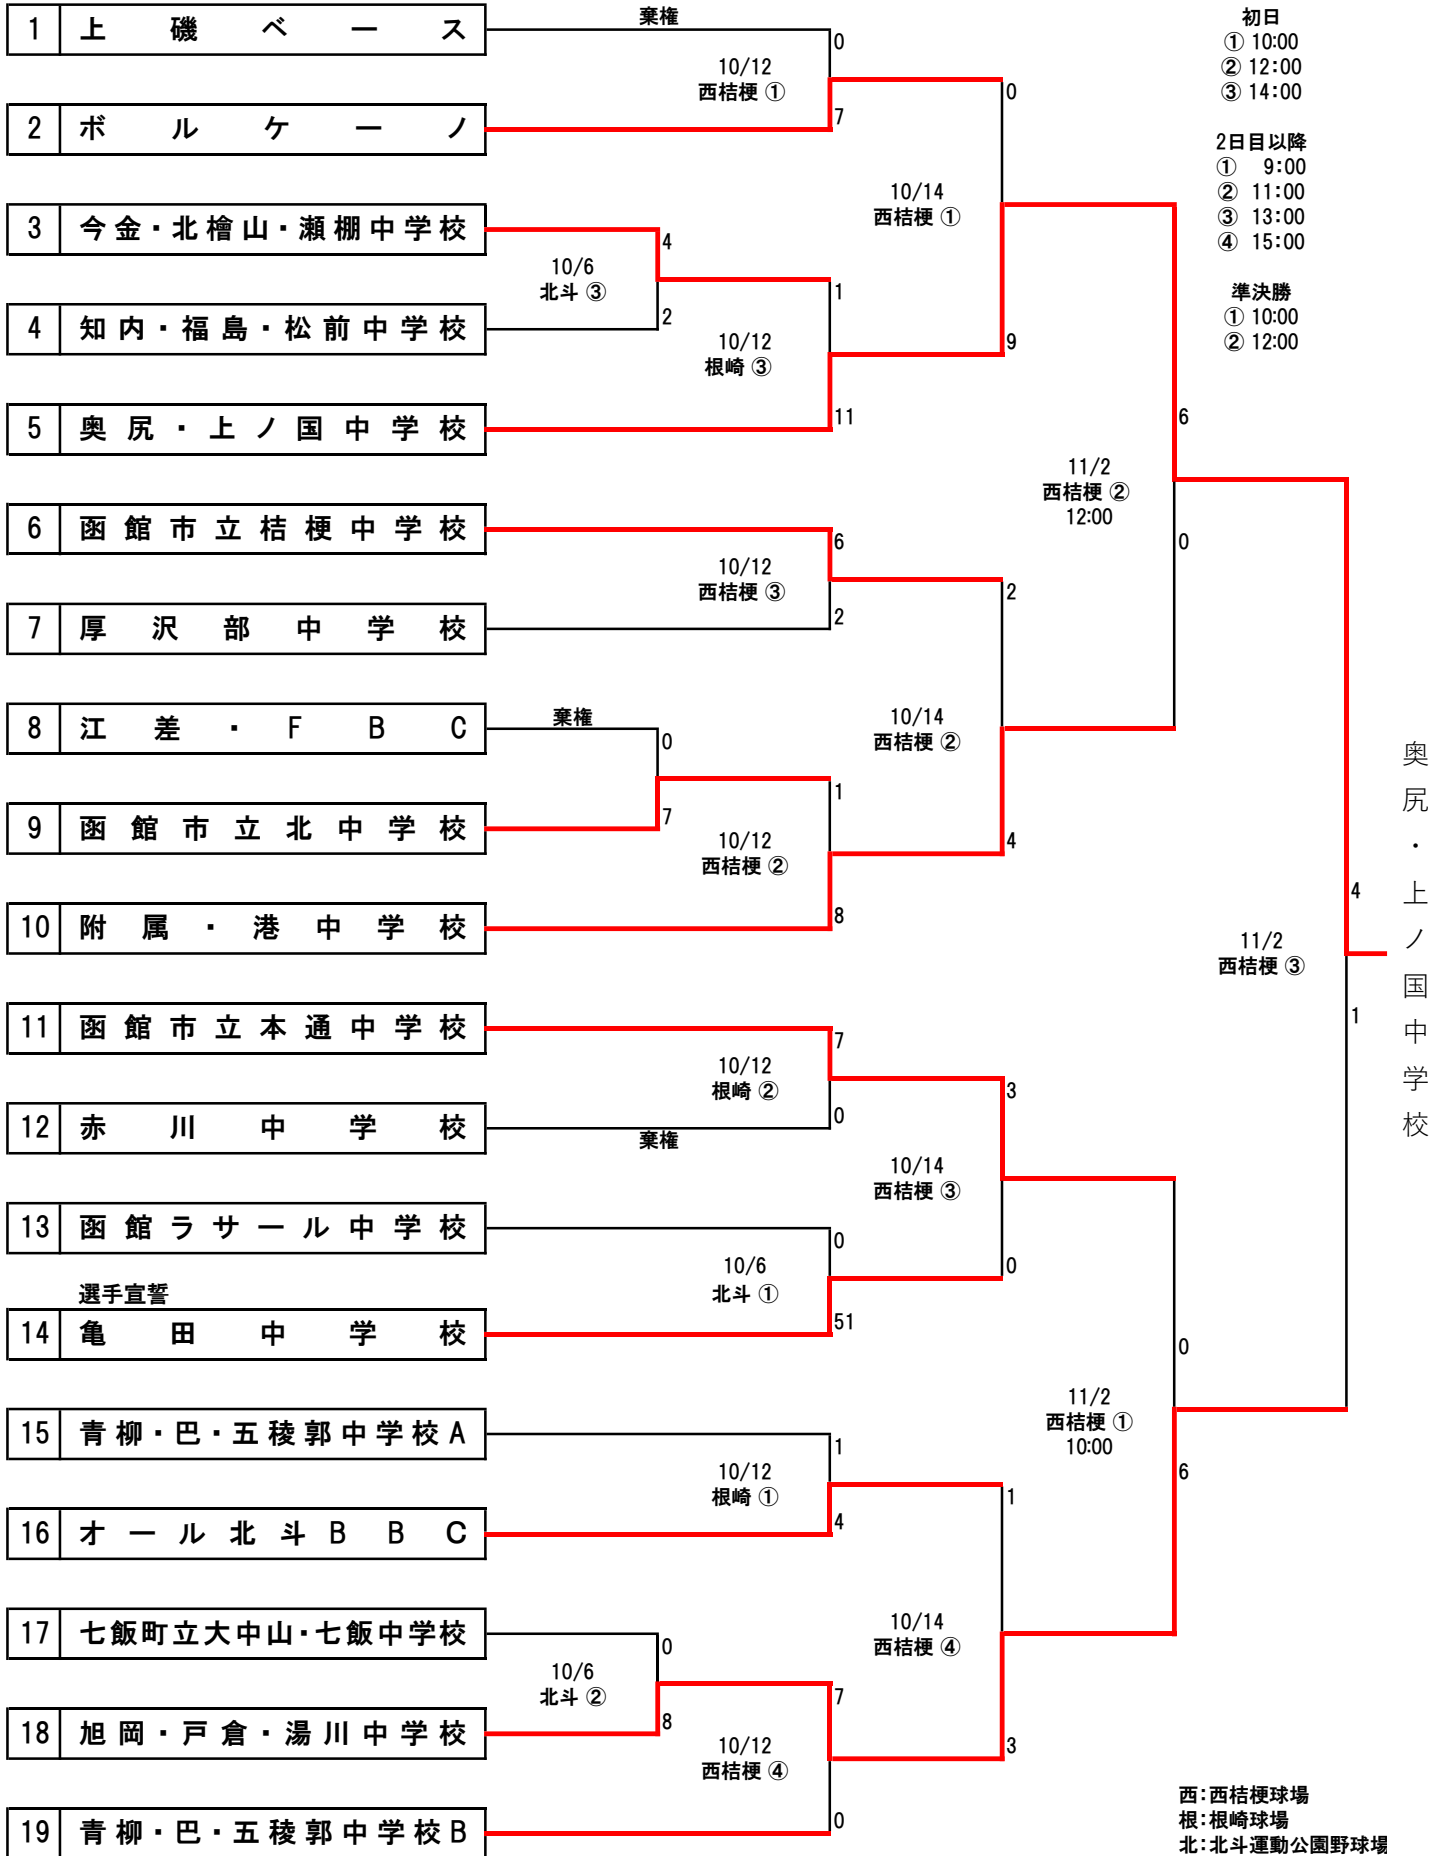 1 上磯ベース
棄権
0
10/12
西桔梗 ①
7
2 ボルケーノ
初日
① 10:00
② 12:00
③ 14:00
2日目以降
① 9:00
② 11:00
③ 13:00
④ 15:00
準決勝
① 10:00
② 12:00
0
10/14
西桔梗 ①
9
3 今金・北檜山・瀬棚中学校
4
10/6
北斗 ③
2
4 知内・福島・松前中学校
1
10/12
根崎 ③
11
5 奥尻・上ノ国中学校
6
11/2
西桔梗 ②
12:00
0
6 函館市立桔梗中学校
6
10/12
西桔梗 ③
2
7 厚沢部中学校
2
10/14
西桔梗 ②
4
8 江差・FBC
棄権
0
7
9 函館市立北中学校
1
10/12
西桔梗 ②
8
10 附属・港中学校
4
11/2
西桔梗 ③
1
奥尻・上ノ国中学校
11 函館市立本通中学校
7
10/12
根崎 ②
0
12 赤川中学校
棄権
3
10/14
西桔梗 ③
0
13 函館ラサール中学校
0
10/6
北斗 ①
51
選手宣誓
14 亀田中学校
0
11/2
西桔梗 ①
10:00
6
15 青柳・巴・五稜郭中学校A
1
10/12
根崎 ①
4
16 オール北斗BBC
1
10/14
西桔梗 ④
3
17 七飯町立大中山・七飯中学校
0
10/6
北斗 ②
8
18 旭岡・戸倉・湯川中学校
7
10/12
西桔梗 ④
0
19 青柳・巴・五稜郭中学校B
西:西桔梗球場
根:根崎球場
北:北斗運動公園野球場